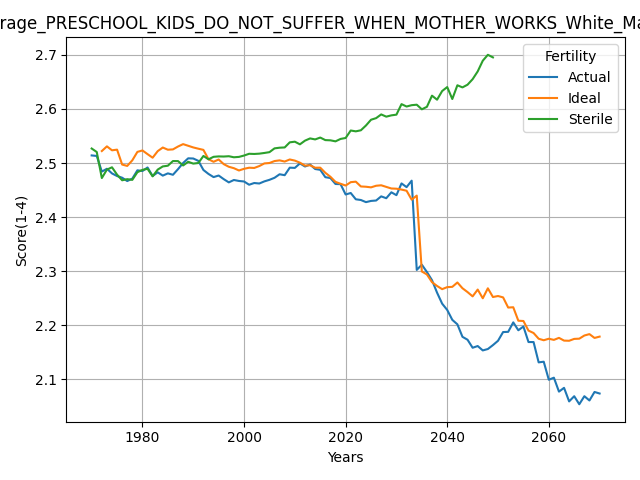 rage_PRESCHOOL_KIDS_DO_NOT_SUFFER_WHEN_MOTHER_WORKS_White_Ma
Fertility
Actual
Ideal
Sterile
Score(1-4)
2.7
2.6
2.5
2.4
2.3
2.2
2.1
1980 2000 2020 2040 2060
Years